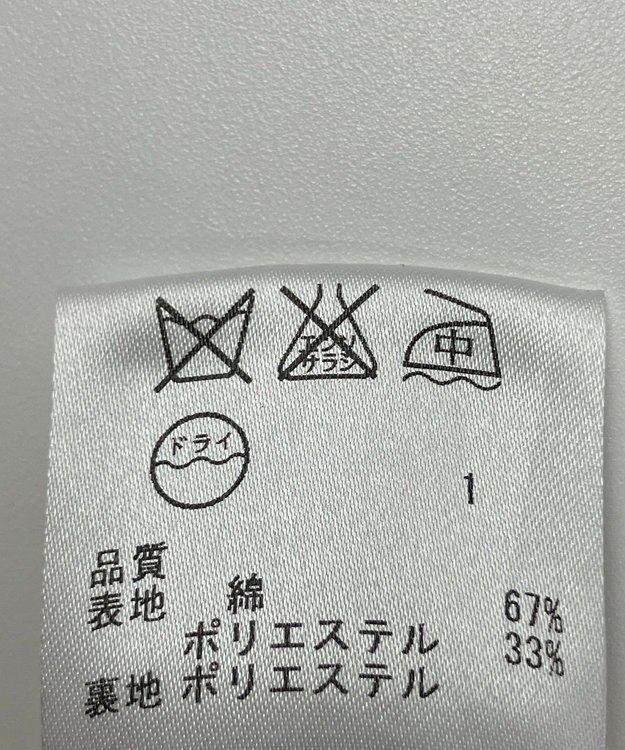 エンソ
サラシ
中
ドライ
1
品質
表地 綿 67%
ポリエステル 33%
裏地 ポリエステル